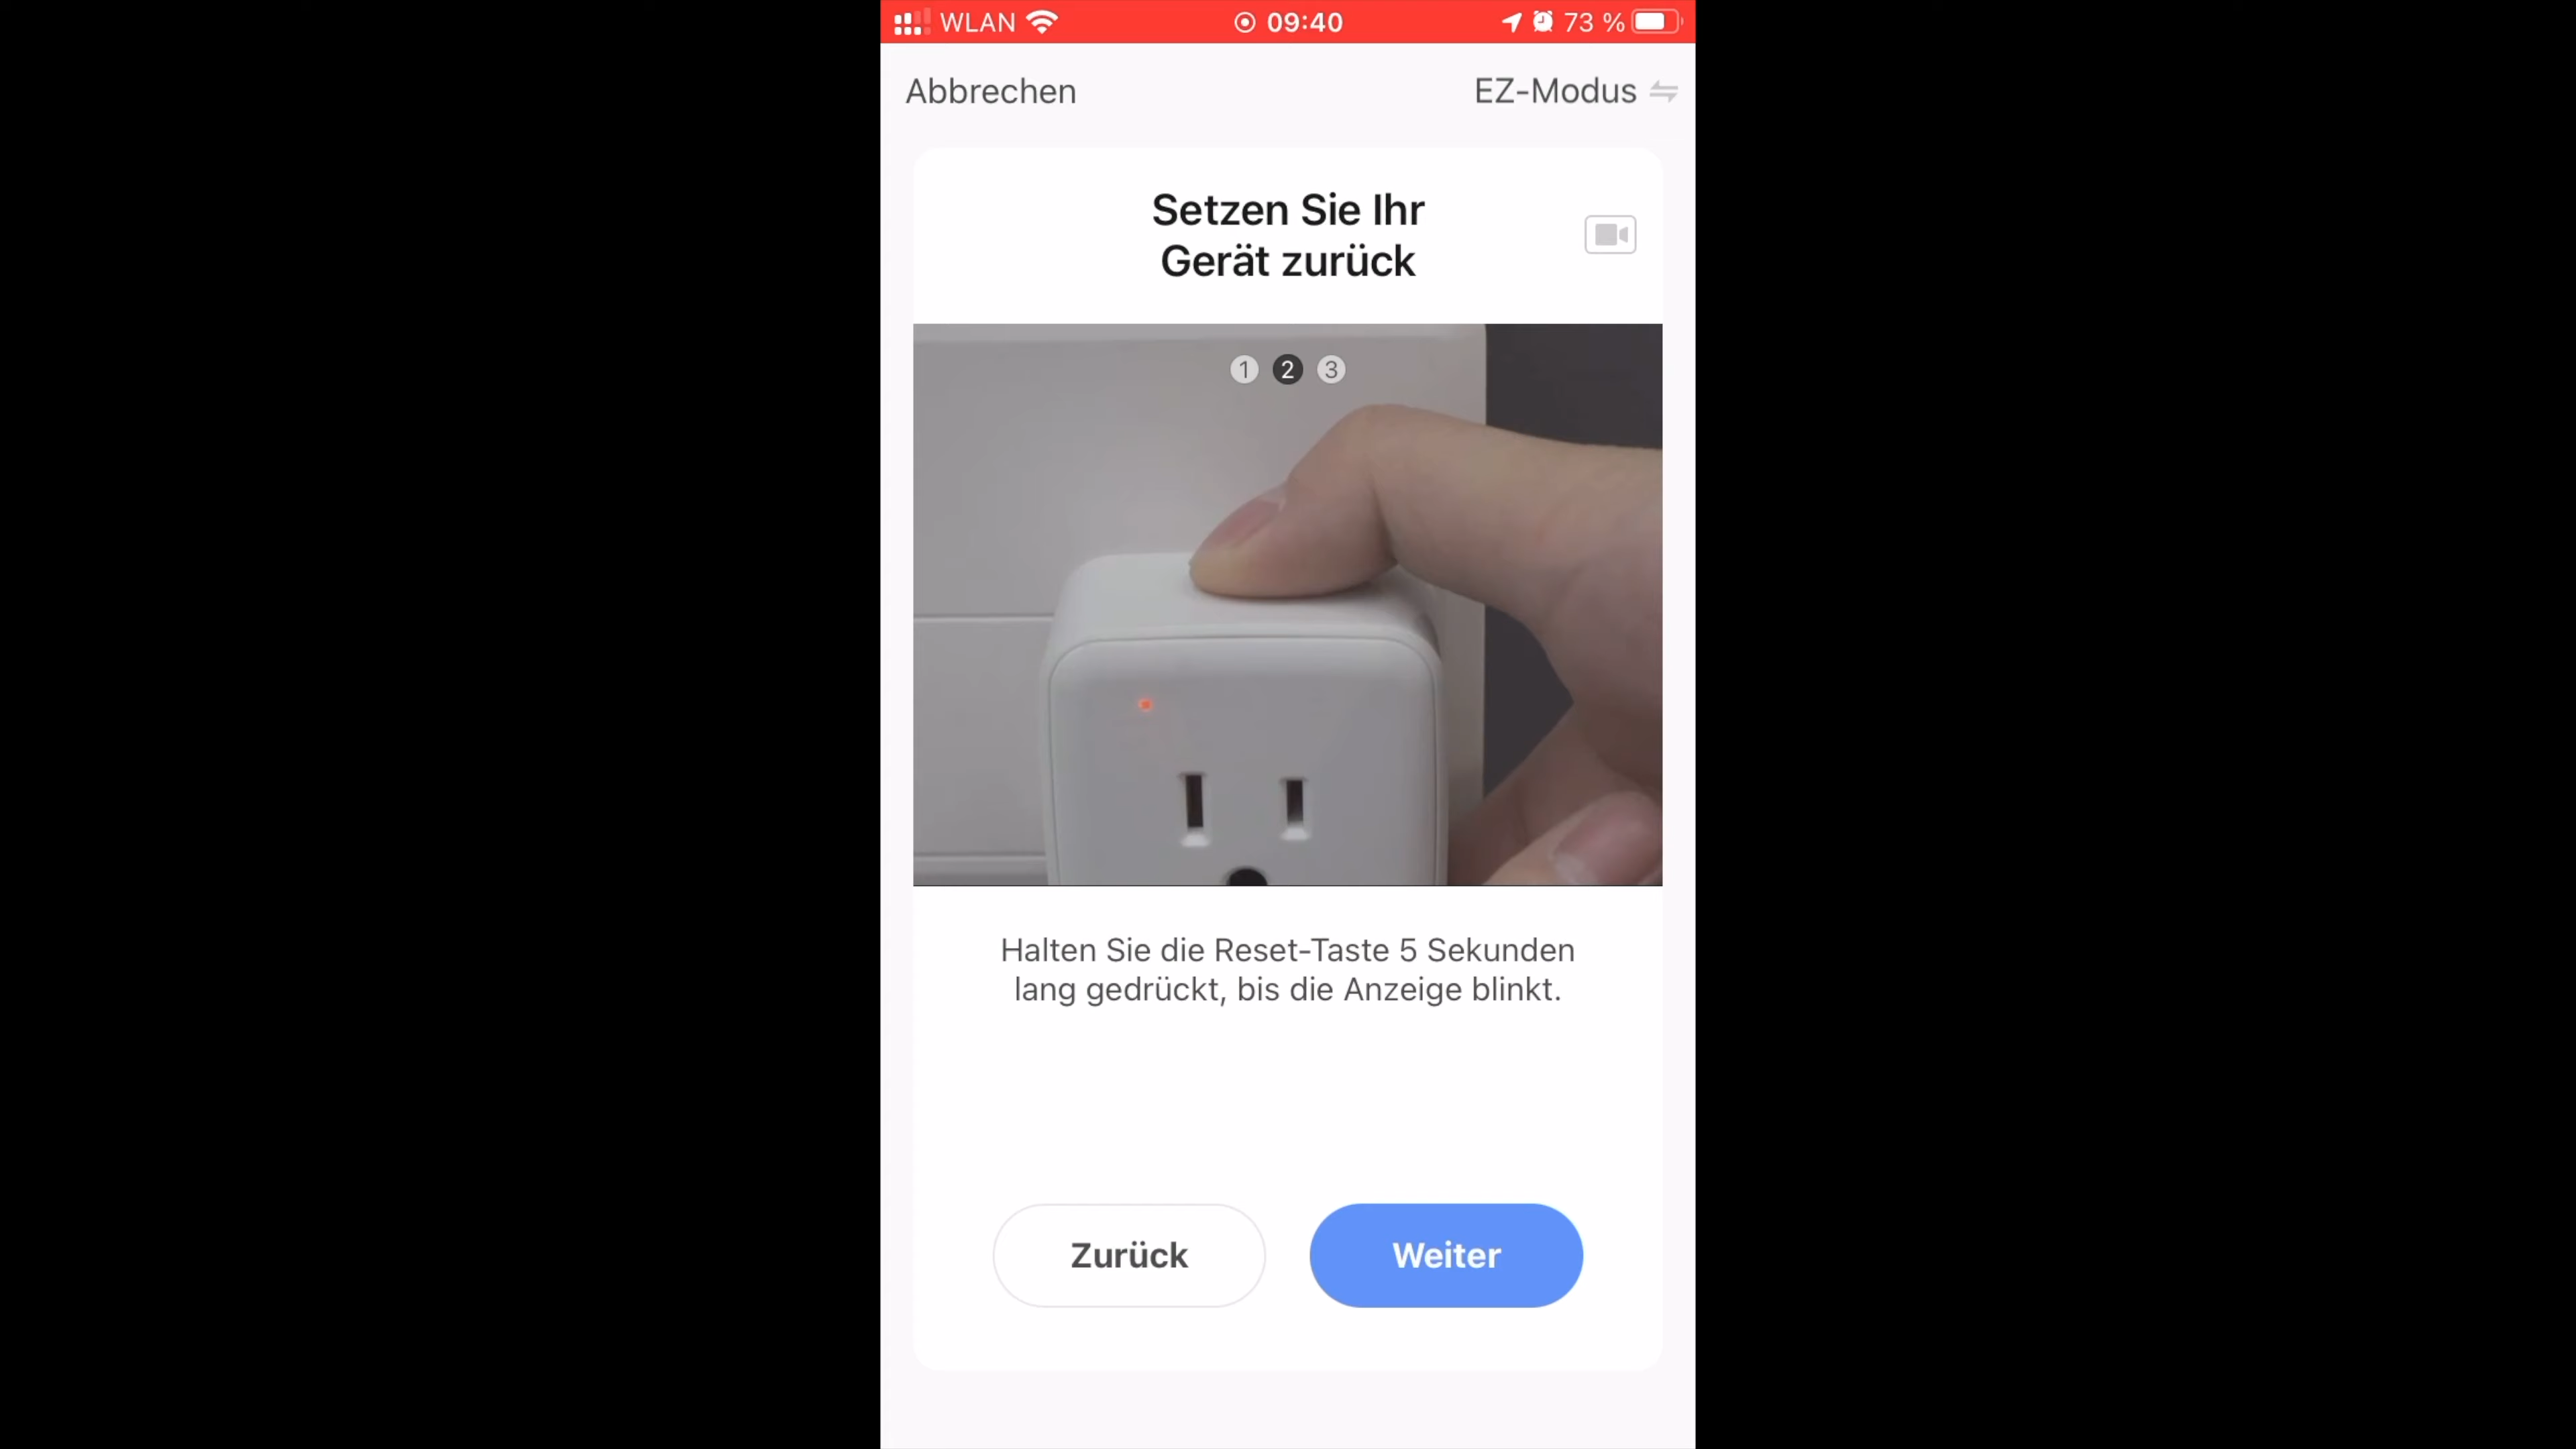 WLAN 09:40 73 %
Abbrechen EZ-Modus
Setzen Sie Ihr
Gerät zurück
1 2 3
Halten Sie die Reset-Taste 5 Sekunden
lang gedrückt, bis die Anzeige blinkt.
Zurück Weiter